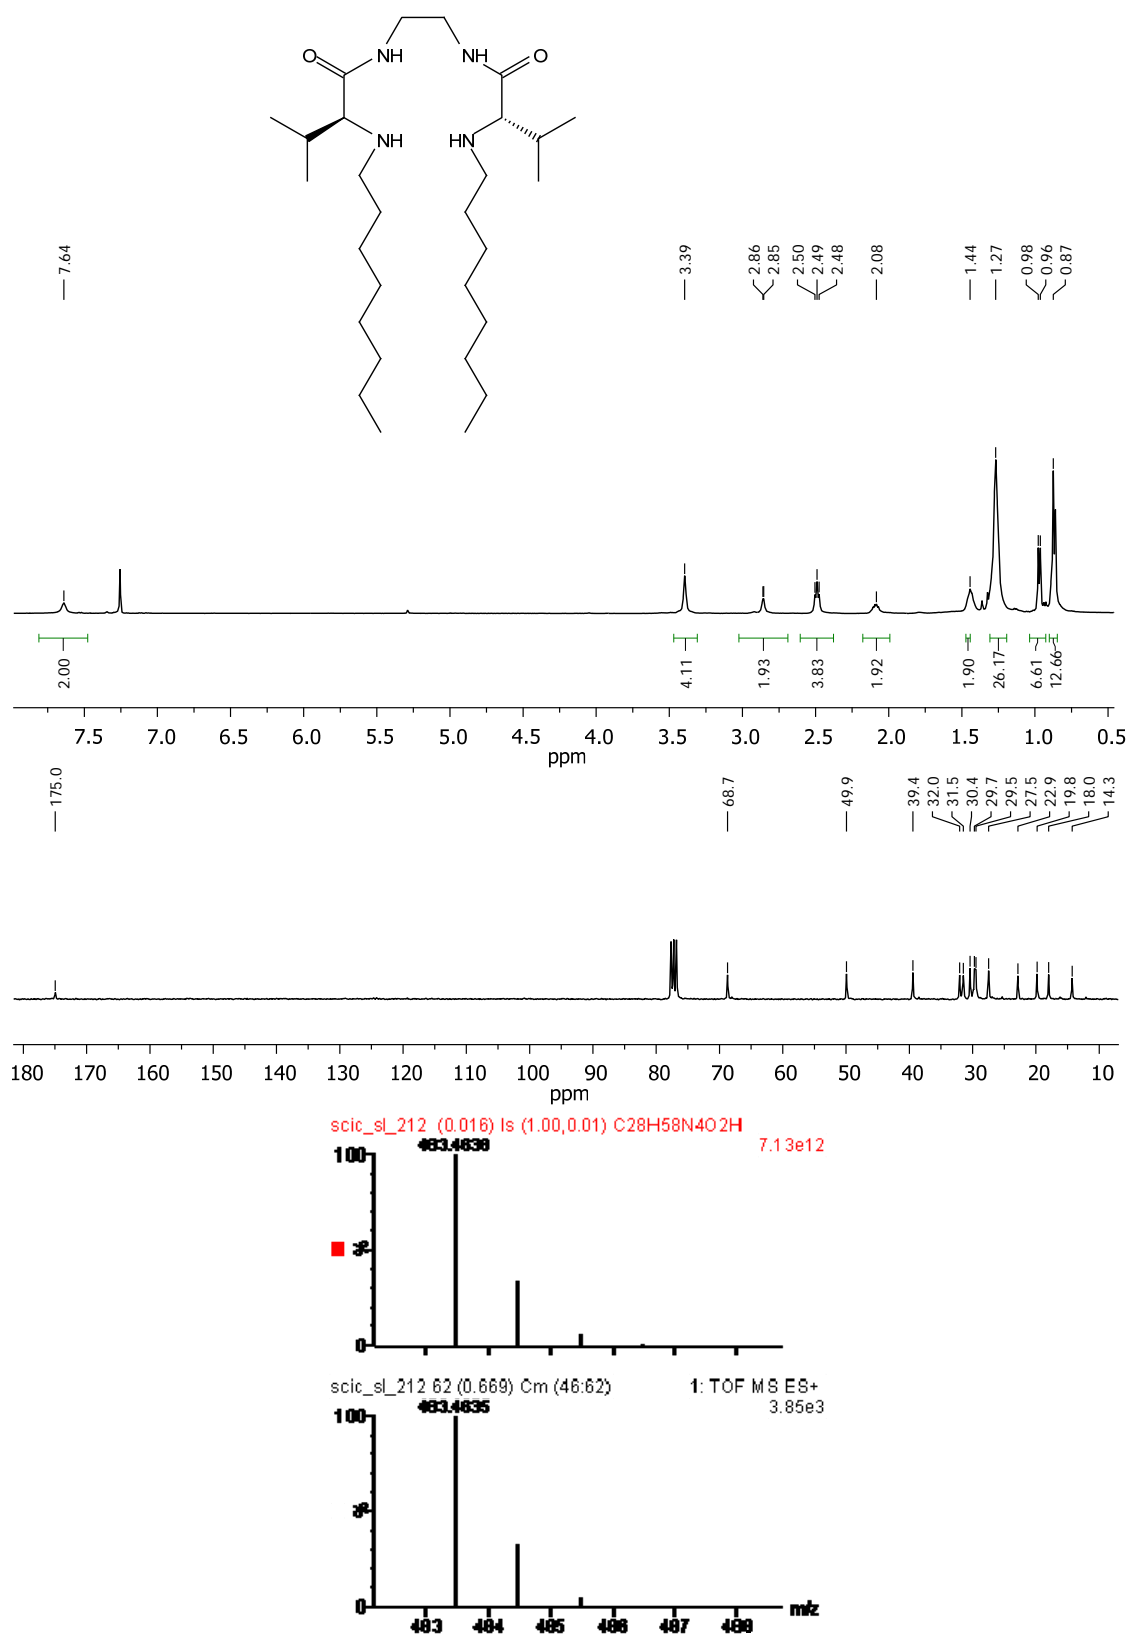 O NH NH O
NH HN
7.64 3.39 2.86 2.85 2.50 2.49 2.48 2.08 1.44 1.27 0.98 0.96 0.87
2.00 4.11 1.93 3.83 1.92 1.90 26.17 6.61 12.66
7.5 7.0 6.5 6.0 5.5 5.0 4.5 4.0 3.5 3.0 2.5 2.0 1.5 1.0 0.5
ppm
175.0 68.7 49.9 39.4 32.0 31.5 30.4 29.7 29.5 27.5 22.9 19.8 18.0 14.3
180 170 160 150 140 130 120 110 100 90 80 70 60 50 40 30 20 10
ppm
scic_sl_212 (0.016) Is (1.00,0.01) C28H58N4O2H
483.4638 7.13e12
100
%
0
scic_sl_212 62 (0.669) Cm (46:62) 1: TOF MS ES+
483.4635 3.85e3
100
%
0
m/z
483 484 485 486 487 488